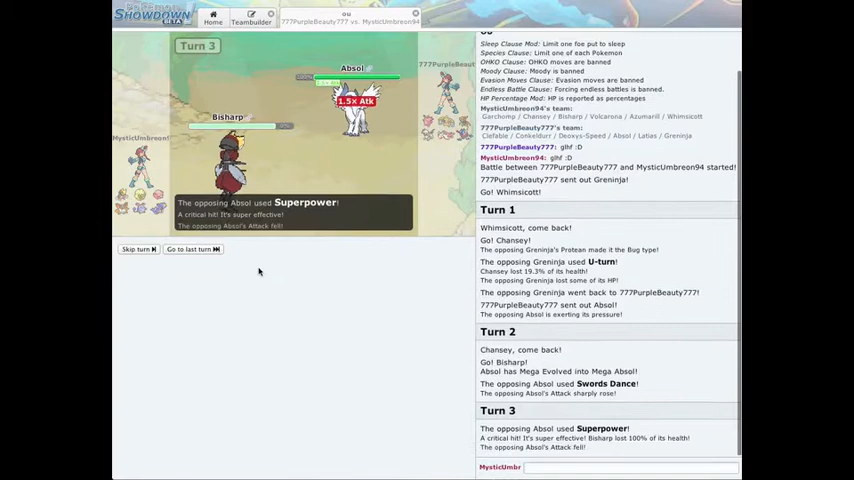 Pokémon
SHOWDOWN
BETA
Home
Teambuilder
ou
777PurpleBeauty777 vs. MysticUmbreon94
Turn 3
Absol
100%
1.5× Atk
Bisharp
777PurpleBeaut
MysticUmbreon!
The opposing Absol used Superpower!
A critical hit! It's super effective!
The opposing Absol's Attack fell!
Skip turn
Go to last turn
OU
Sleep Clause Mod: Limit one foe put to sleep
Species Clause: Limit one of each Pokémon
OHKO Clause: OHKO moves are banned
Moody Clause: Moody is banned
Evasion Moves Clause: Evasion moves are banned
Endless Battle Clause: Forcing endless battles is banned.
HP Percentage Mod: HP is reported as percentages
MysticUmbreon94's team:
Garchomp / Chansey / Bisharp / Volcarona / Azumarill / Whimsicott
777PurpleBeauty777's team:
Clefable / Conkeldurr / Deoxys-Speed / Absol / Latias / Greninja
777PurpleBeauty777: glhf :D
MysticUmbreon94: glhf :D
Battle between 777PurpleBeauty777 and MysticUmbreon94 started!
777PurpleBeauty777 sent out Greninja!
Go! Whimsicott!
Turn 1
Whimsicott, come back!
Go! Chansey!
The opposing Greninja's Protean made it the Bug type!
The opposing Greninja used U-turn!
Chansey lost 19.3% of its health!
The opposing Greninja lost some of its HP!
The opposing Greninja went back to 777PurpleBeauty777!
777PurpleBeauty777 sent out Absol!
The opposing Absol is exerting its pressure!
Turn 2
Chansey, come back!
Go! Bisharp!
Absol has Mega Evolved into Mega Absol!
The opposing Absol used Swords Dance!
The opposing Absol's Attack sharply rose!
Turn 3
The opposing Absol used Superpower!
A critical hit! It's super effective! Bisharp lost 100% of its health!
The opposing Absol's Attack fell!
MysticUmbr